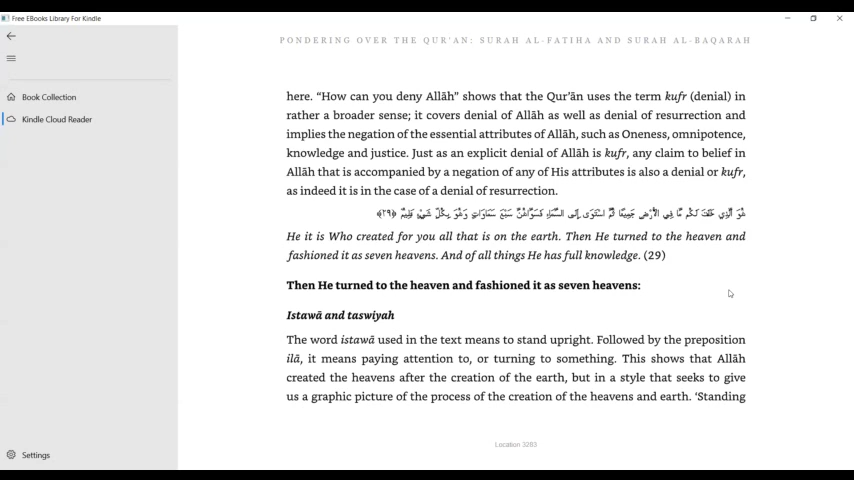 Free EBooks Library For Kindle
PONDERING OVER THE QUR'AN: SURAH AL-FATIHA AND SURAH AL-BAQARAH
Book Collection
Kindle Cloud Reader
here. “How can you deny Allāh” shows that the Qur’ān uses the term kufr (denial) in
rather a broader sense; it covers denial of Allāh as well as denial of resurrection and
implies the negation of the essential attributes of Allāh, such as Oneness, omnipotence,
knowledge and justice. Just as an explicit denial of Allāh is kufr, any claim to belief in
Allāh that is accompanied by a negation of any of His attributes is also a denial or kufr,
as indeed it is in the case of a denial of resurrection.
هُوَ الَّذِي خَلَقَ لَكُم مَّا فِي الْأَرْضِ جَمِيعًا ثُمَّ اسْتَوَى إِلَى السَّمَاءِ فَسَوَّاهُنَّ سَبْعَ سَمَاوَاتٍ وَهُوَ بِكُلِّ شَيْءٍ عَلِيمٌ ﴿٢٩﴾
He it is Who created for you all that is on the earth. Then He turned to the heaven and
fashioned it as seven heavens. And of all things He has full knowledge. (29)
Then He turned to the heaven and fashioned it as seven heavens:
Istawā and taswiyah
The word istawā used in the text means to stand upright. Followed by the preposition
ilā, it means paying attention to, or turning to something. This shows that Allāh
created the heavens after the creation of the earth, but in a style that seeks to give
us a graphic picture of the process of the creation of the heavens and earth. ‘Standing
Location 3283
Settings